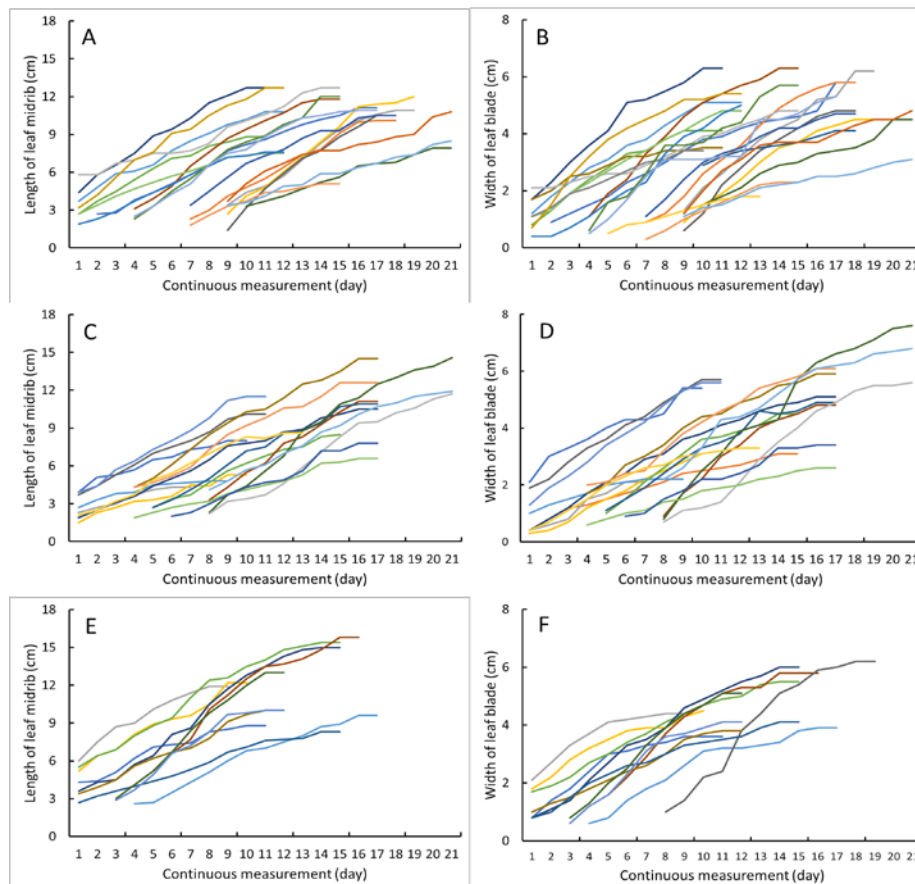 A
Length of leaf midrib (cm)
18
15
12
9
6
3
0
1 2 3 4 5 6 7 8 9 10 11 12 13 14 15 16 17 18 19 20 21
Continuous measurement (day)
B
Width of leaf blade (cm)
8
6
4
2
0
1 2 3 4 5 6 7 8 9 10 11 12 13 14 15 16 17 18 19 20 21
Continuous measurement (day)
C
Length of leaf midrib (cm)
18
15
12
9
6
3
0
1 2 3 4 5 6 7 8 9 10 11 12 13 14 15 16 17 18 19 20 21
Continuous measurement (day)
D
Width of leaf blade (cm)
8
6
4
2
0
1 2 3 4 5 6 7 8 9 10 11 12 13 14 15 16 17 18 19 20 21
Continuous measurement (day)
E
Length of leaf midrib (cm)
18
15
12
9
6
3
0
1 2 3 4 5 6 7 8 9 10 11 12 13 14 15 16 17 18 19 20 21
Continuous measurement (day)
F
Width of leaf blade (cm)
8
6
4
2
0
1 2 3 4 5 6 7 8 9 10 11 12 13 14 15 16 17 18 19 20 21
Continuous measurement (day)